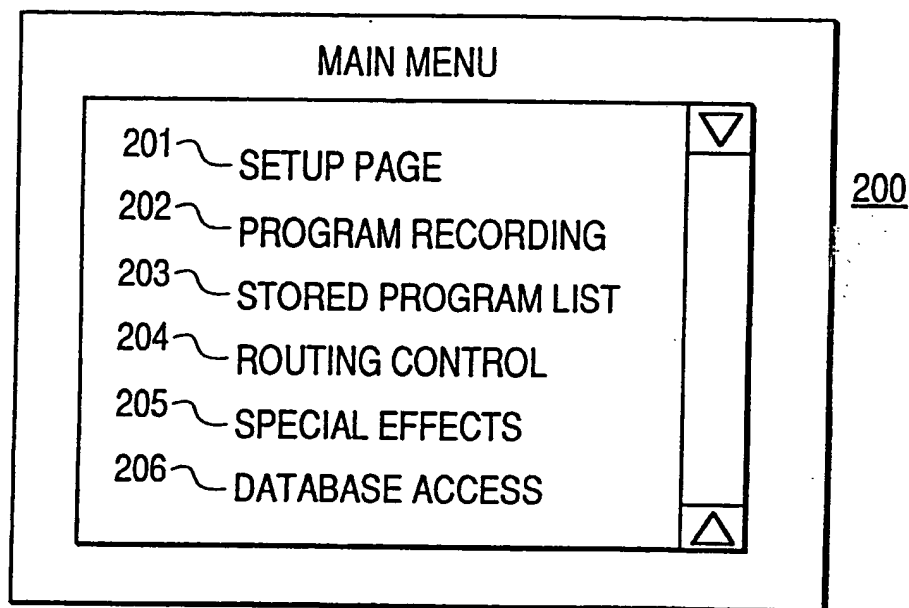 MAIN MENU
201 SETUP PAGE
200
202 PROGRAM RECORDING
203 STORED PROGRAM LIST
204 ROUTING CONTROL
205 SPECIAL EFFECTS
206 DATABASE ACCESS